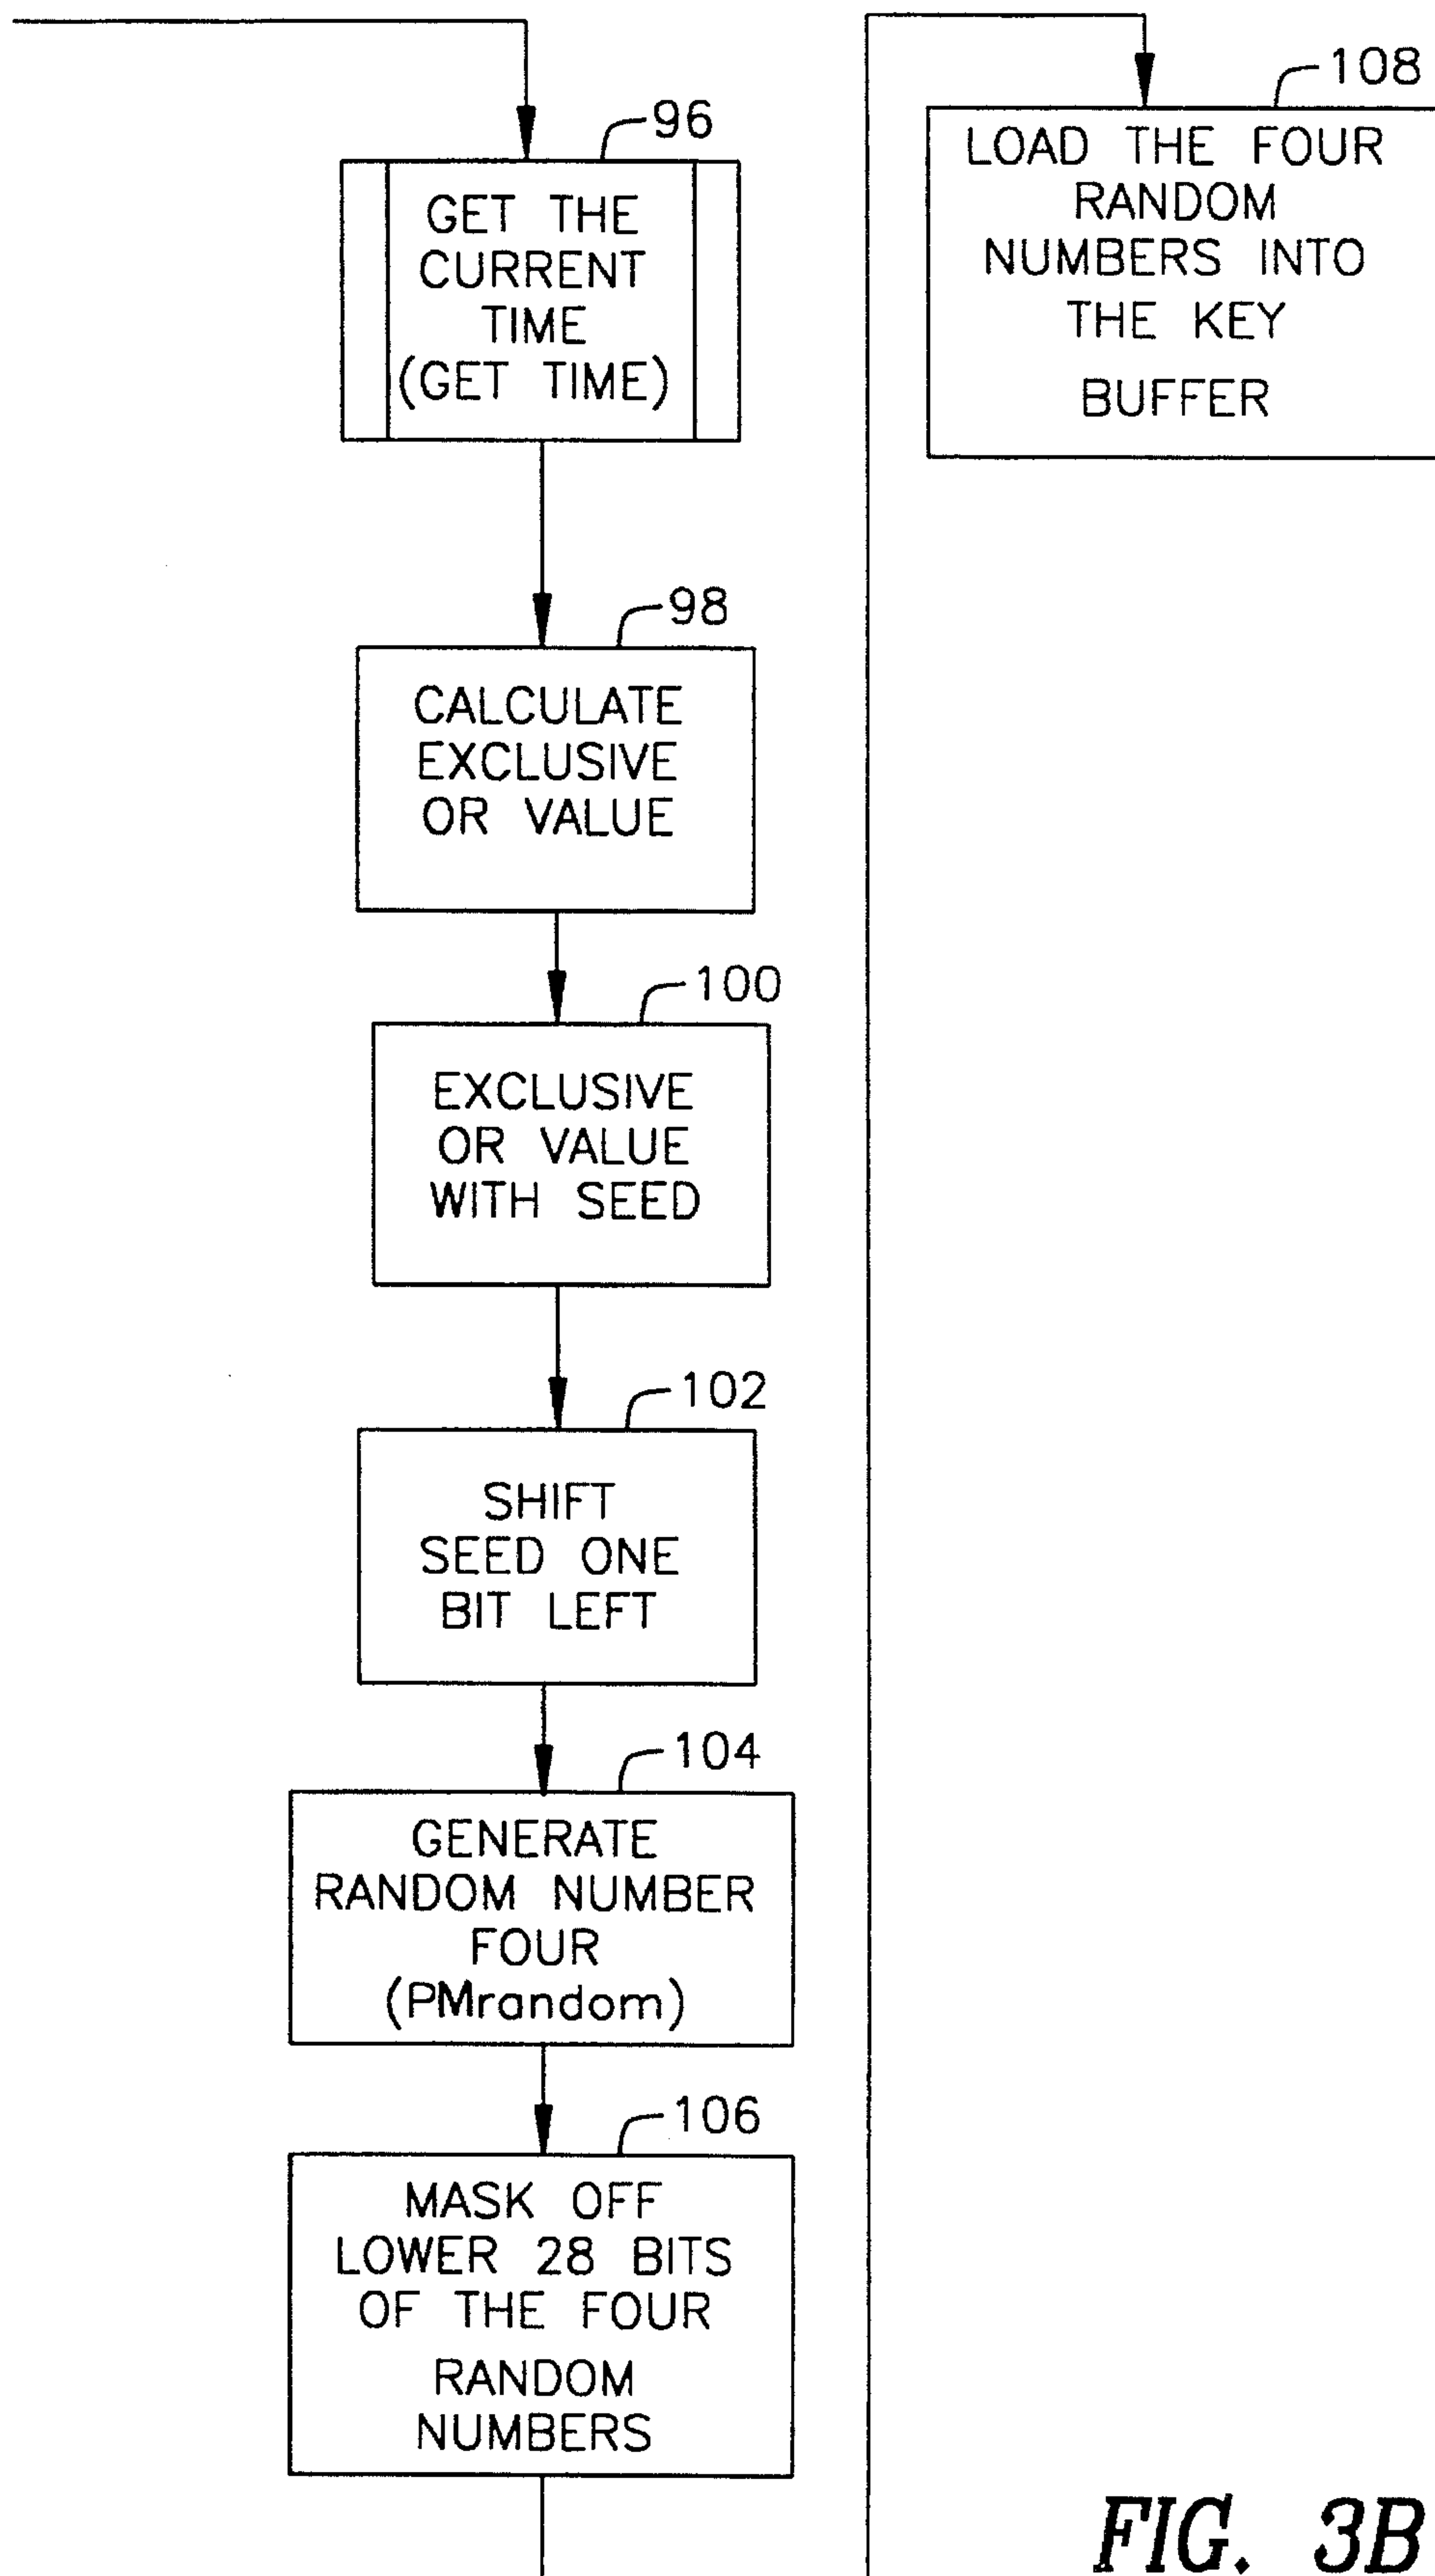 96
GET THE
CURRENT
TIME
(GET TIME)
98
CALCULATE
EXCLUSIVE
OR VALUE
100
EXCLUSIVE
OR VALUE
WITH SEED
102
SHIFT
SEED ONE
BIT LEFT
104
GENERATE
RANDOM NUMBER
FOUR
(PMrandom)
106
MASK OFF
LOWER 28 BITS
OF THE FOUR
RANDOM
NUMBERS
108
LOAD THE FOUR
RANDOM
NUMBERS INTO
THE KEY
BUFFER
FIG. 3B